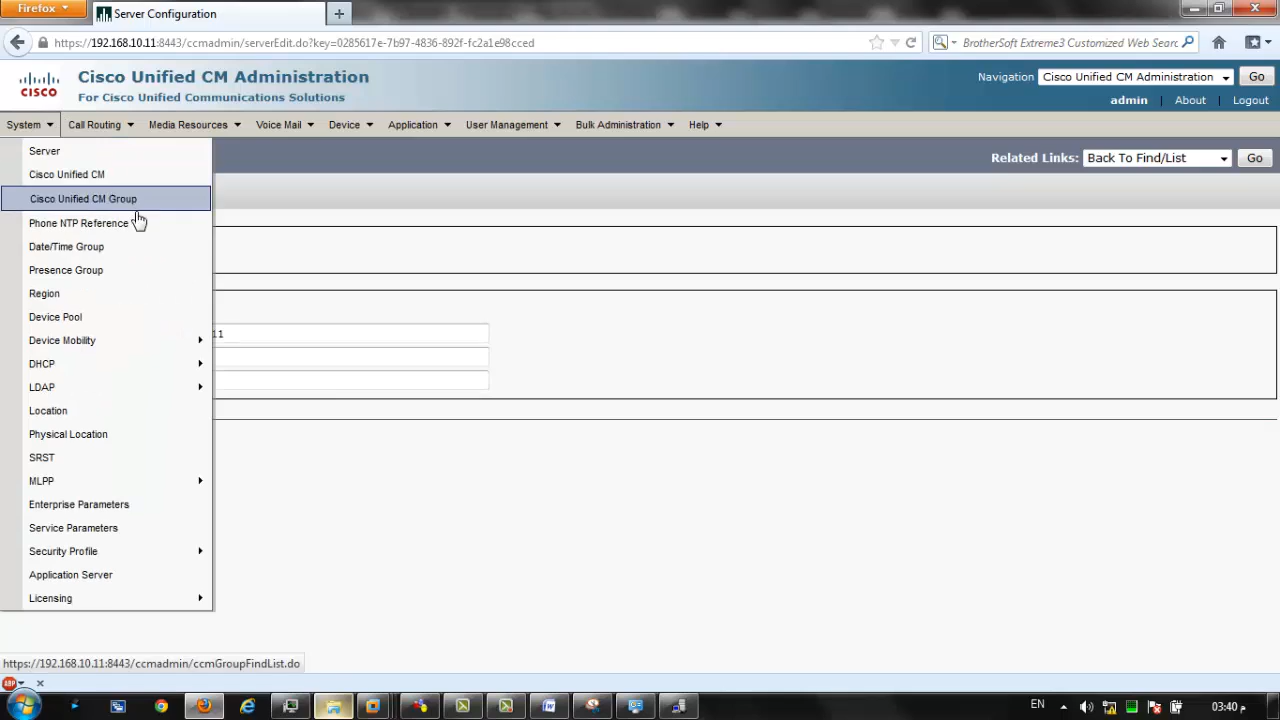 Firefox
Server Configuration
https://192.168.10.11:8443/ccmadmin/serverEdit.do?key=0285617e-7b97-4836-892f-fc2a1e98cced
BrotherSoft Extreme3 Customized Web Searc
CISCO
Cisco Unified CM Administration
For Cisco Unified Communications Solutions
Navigation Cisco Unified CM Administration Go
admin | About | Logout
System Call Routing Media Resources Voice Mail Device Application User Management Bulk Administration Help
Related Links: Back To Find/List Go
Server
Cisco Unified CM
Cisco Unified CM Group
Phone NTP Reference
Date/Time Group
Presence Group
Region
Device Pool
11
Device Mobility
DHCP
LDAP
Location
Physical Location
SRST
MLPP
Enterprise Parameters
Service Parameters
Security Profile
Application Server
Licensing
https://192.168.10.11:8443/ccmadmin/ccmGroupFindList.do
ABP
EN
03:40 م